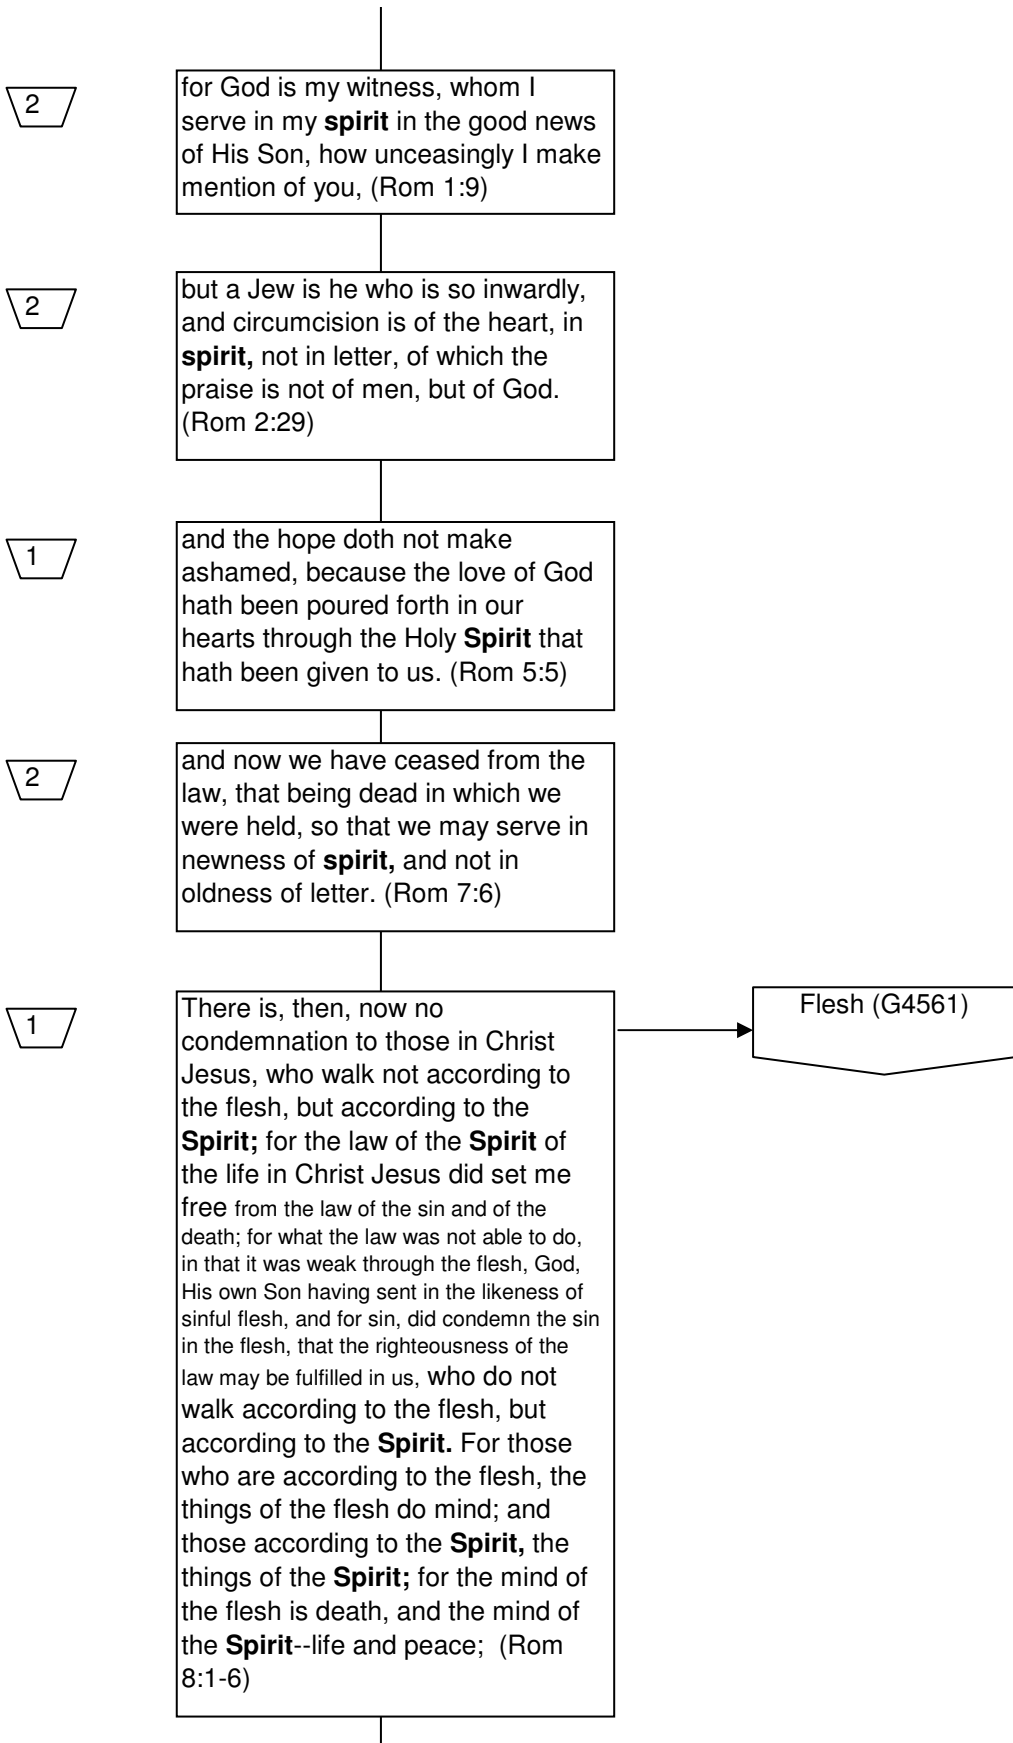 2
for God is my witness, whom I
serve in my spirit in the good news
of His Son, how unceasingly I make
mention of you, (Rom 1:9)
2
but a Jew is he who is so inwardly,
and circumcision is of the heart, in
spirit, not in letter, of which the
praise is not of men, but of God.
(Rom 2:29)
1
and the hope doth not make
ashamed, because the love of God
hath been poured forth in our
hearts through the Holy Spirit that
hath been given to us. (Rom 5:5)
2
and now we have ceased from the
law, that being dead in which we
were held, so that we may serve in
newness of spirit, and not in
oldness of letter. (Rom 7:6)
1
There is, then, now no
condemnation to those in Christ
Jesus, who walk not according to
the flesh, but according to the
Spirit; for the law of the Spirit of
the life in Christ Jesus did set me
free from the law of the sin and of the
death; for what the law was not able to do,
in that it was weak through the flesh, God,
His own Son having sent in the likeness of
sinful flesh, and for sin, did condemn the sin
in the flesh, that the righteousness of the
law may be fulfilled in us, who do not
walk according to the flesh, but
according to the Spirit. For those
who are according to the flesh, the
things of the flesh do mind; and
those according to the Spirit, the
things of the Spirit; for the mind of
the flesh is death, and the mind of
the Spirit--life and peace;  (Rom
8:1-6)
Flesh (G4561)